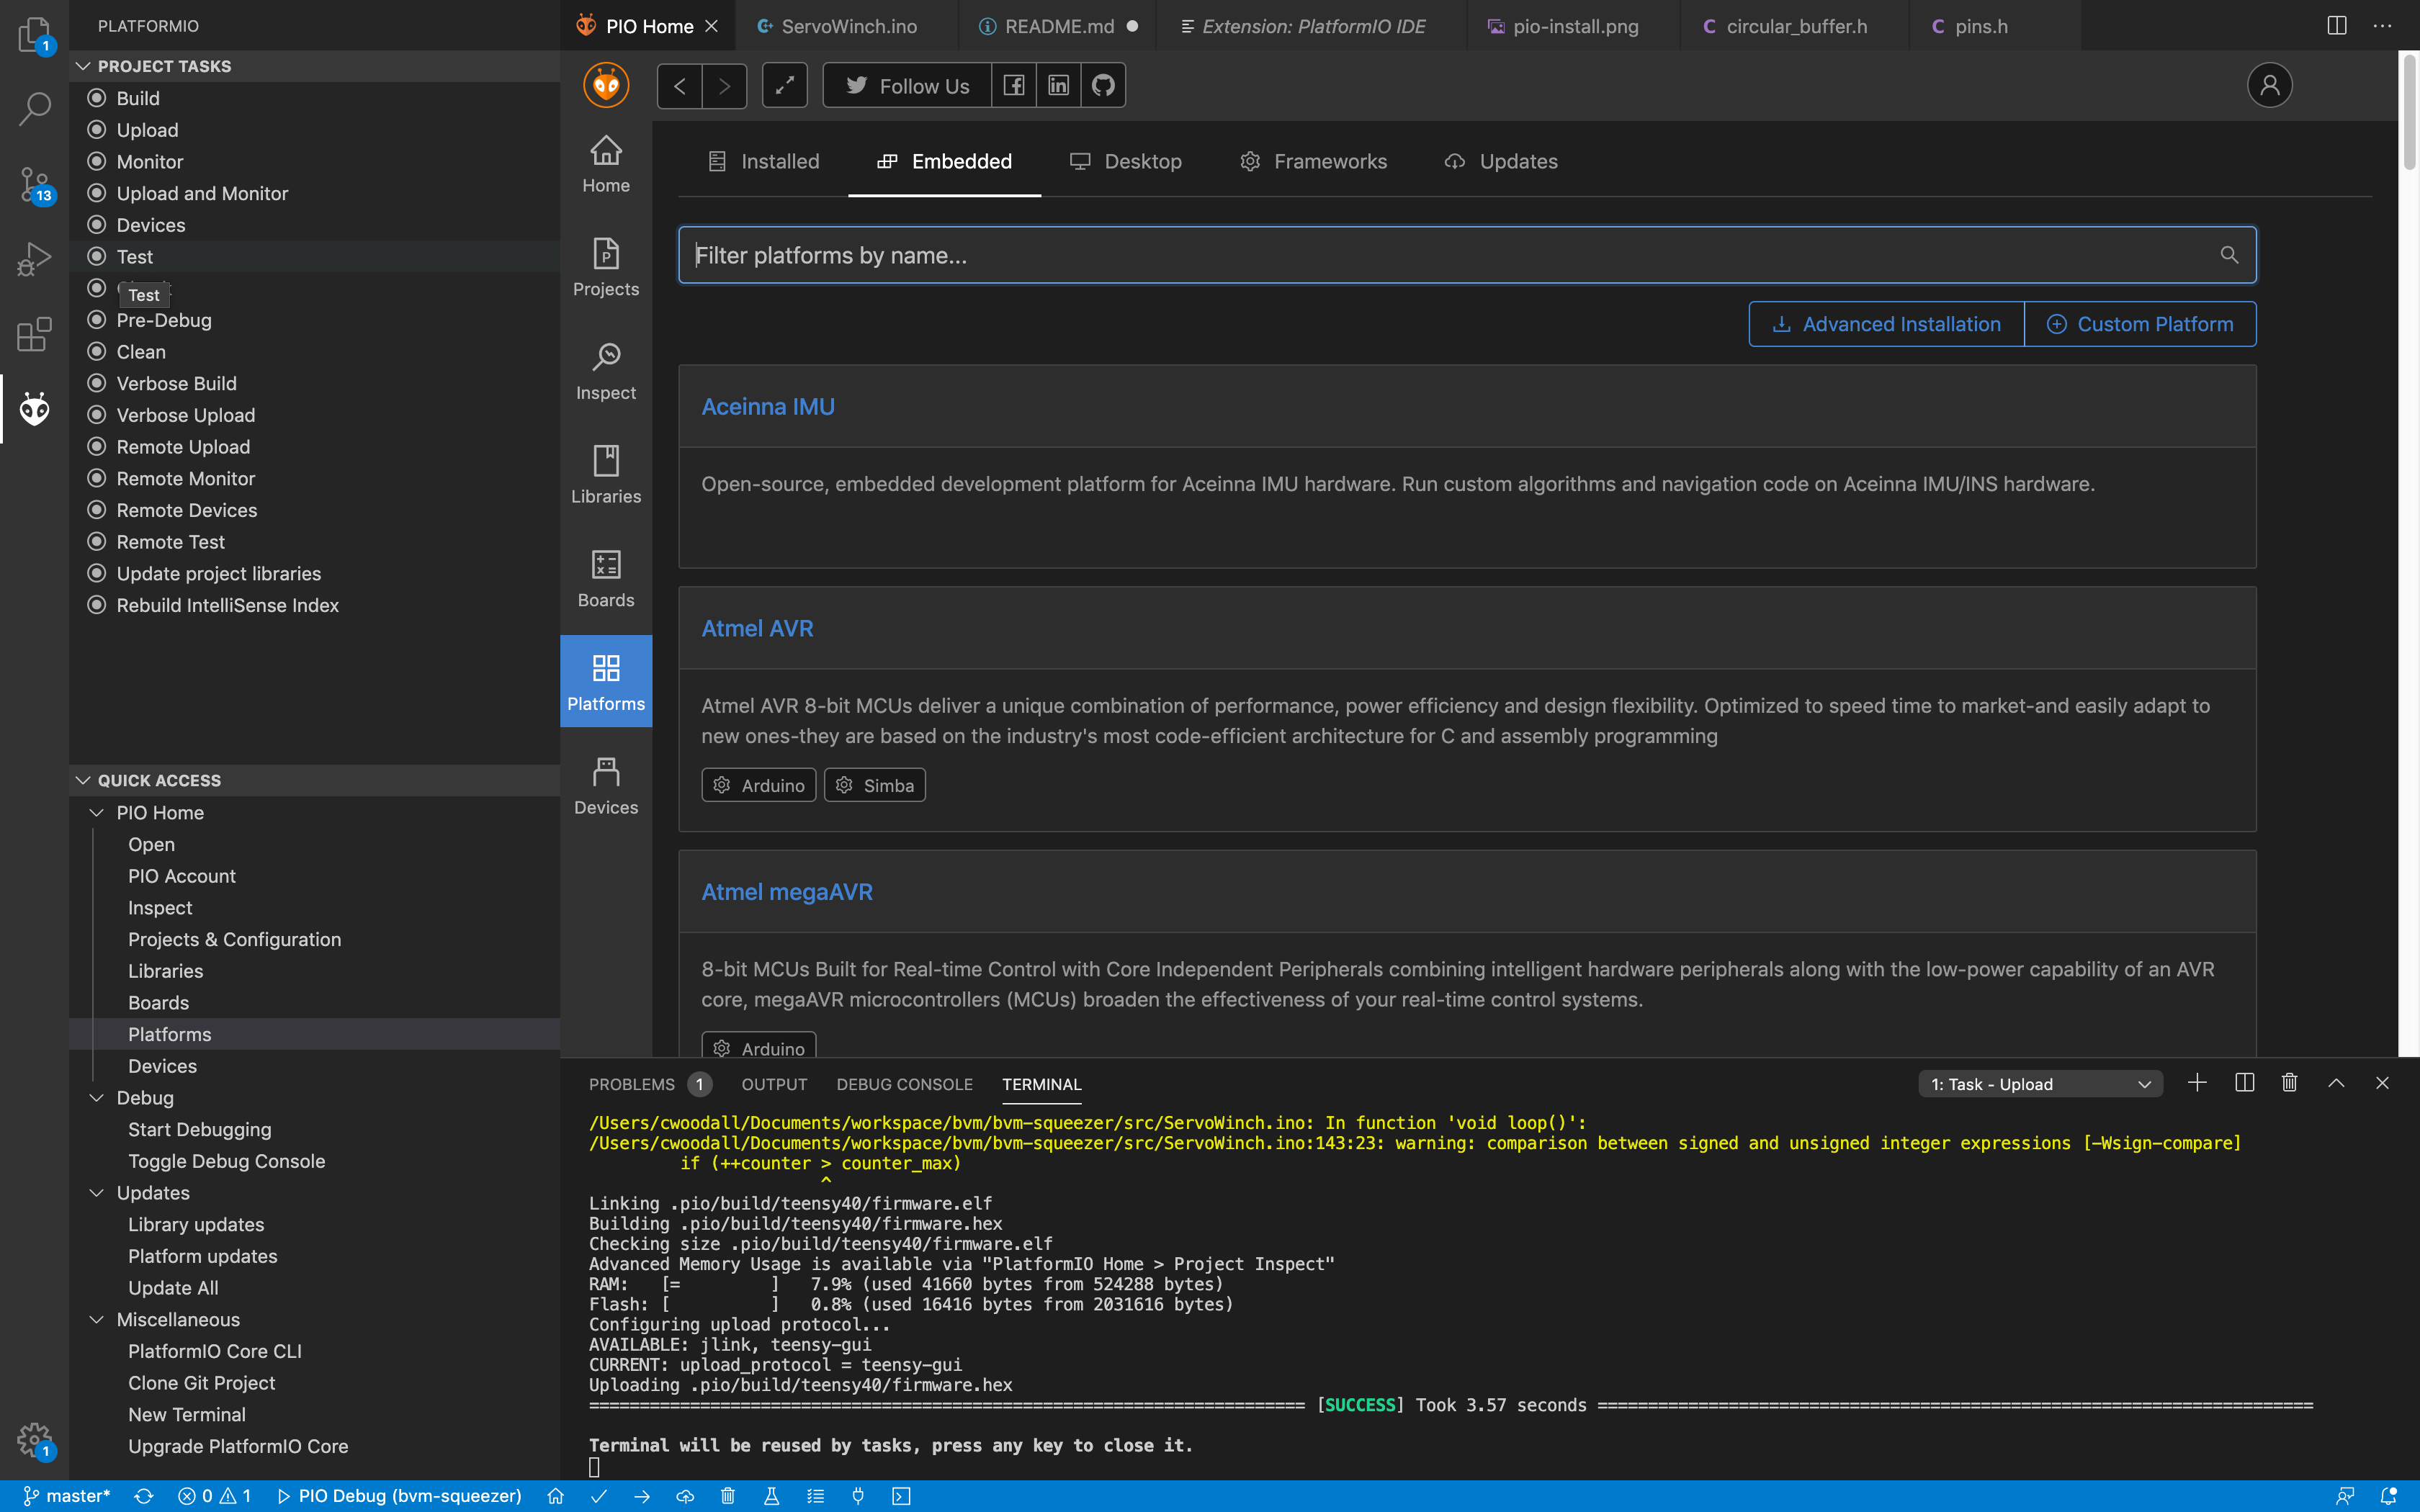 PLATFORMIO
PROJECT TASKS
Build
Upload
Monitor
Upload and Monitor
Devices
Test
Test
Pre-Debug
Clean
Verbose Build
Verbose Upload
Remote Upload
Remote Monitor
Remote Devices
Remote Test
Update project libraries
Rebuild IntelliSense Index
QUICK ACCESS
PIO Home
Open
PIO Account
Inspect
Projects & Configuration
Libraries
Boards
Platforms
Devices
Debug
Start Debugging
Toggle Debug Console
Updates
Library updates
Platform updates
Update All
Miscellaneous
PlatformIO Core CLI
Clone Git Project
New Terminal
Upgrade PlatformIO Core
1
13
1
PIO Home
ServoWinch.ino
README.md
Extension: PlatformIO IDE
pio-install.png
C circular_buffer.h
C pins.h
Follow Us
Home
Projects
Inspect
Libraries
Boards
Platforms
Devices
Installed
Embedded
Desktop
Frameworks
Updates
Filter platforms by name...
Advanced Installation
Custom Platform
Aceinna IMU
Open-source, embedded development platform for Aceinna IMU hardware. Run custom algorithms and navigation code on Aceinna IMU/INS hardware.
Atmel AVR
Atmel AVR 8-bit MCUs deliver a unique combination of performance, power efficiency and design flexibility. Optimized to speed time to market-and easily adapt to
new ones-they are based on the industry's most code-efficient architecture for C and assembly programming
Arduino
Simba
Atmel megaAVR
8-bit MCUs Built for Real-time Control with Core Independent Peripherals combining intelligent hardware peripherals along with the low-power capability of an AVR
core, megaAVR microcontrollers (MCUs) broaden the effectiveness of your real-time control systems.
Arduino
PROBLEMS 1 OUTPUT DEBUG CONSOLE TERMINAL
1: Task - Upload
/Users/cwoodall/Documents/workspace/bvm/bvm-squeezer/src/ServoWinch.ino: In function 'void loop()':
/Users/cwoodall/Documents/workspace/bvm/bvm-squeezer/src/ServoWinch.ino:143:23: warning: comparison between signed and unsigned integer expressions [-Wsign-compare]
if (++counter > counter_max)
^
Linking .pio/build/teensy40/firmware.elf
Building .pio/build/teensy40/firmware.hex
Checking size .pio/build/teensy40/firmware.elf
Advanced Memory Usage is available via "PlatformIO Home > Project Inspect"
RAM: [= ] 7.9% (used 41660 bytes from 524288 bytes)
Flash: [ ] 0.8% (used 16416 bytes from 2031616 bytes)
Configuring upload protocol...
AVAILABLE: jlink, teensy-gui
CURRENT: upload_protocol = teensy-gui
Uploading .pio/build/teensy40/firmware.hex
======================================================================= [SUCCESS] Took 3.57 seconds =======================================================================
Terminal will be reused by tasks, press any key to close it.
master* 0 1 PIO Debug (bvm-squeezer)